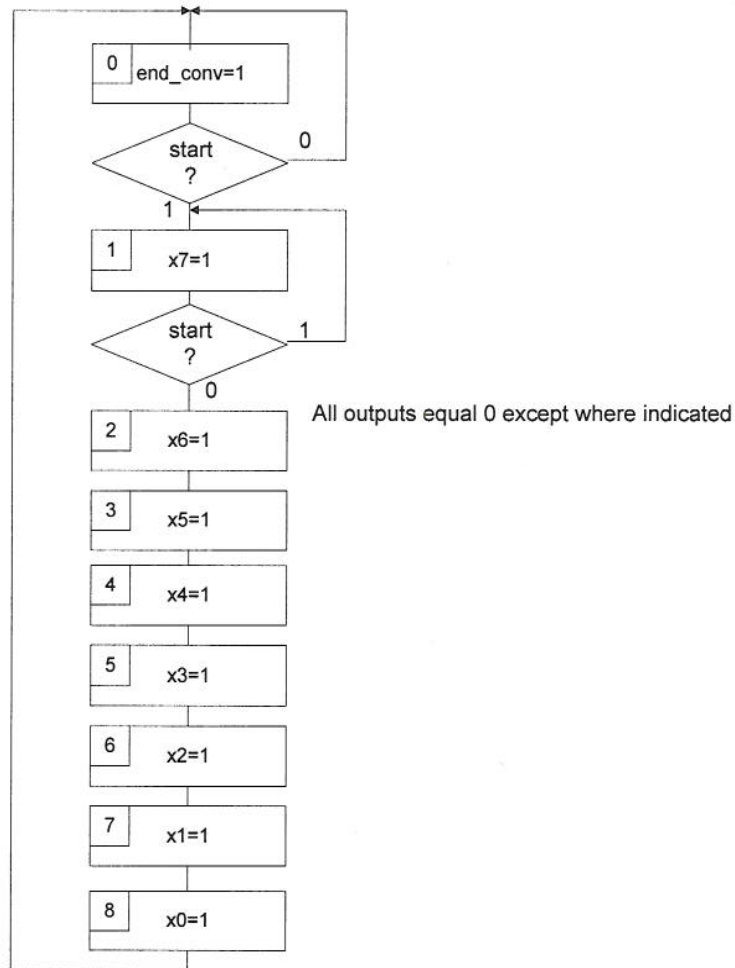 0
end_conv=1
start
?
0
1
1
x7=1
start
?
1
0
All outputs equal 0 except where indicated
2
x6=1
3
x5=1
4
x4=1
5
x3=1
6
x2=1
7
x1=1
8
x0=1